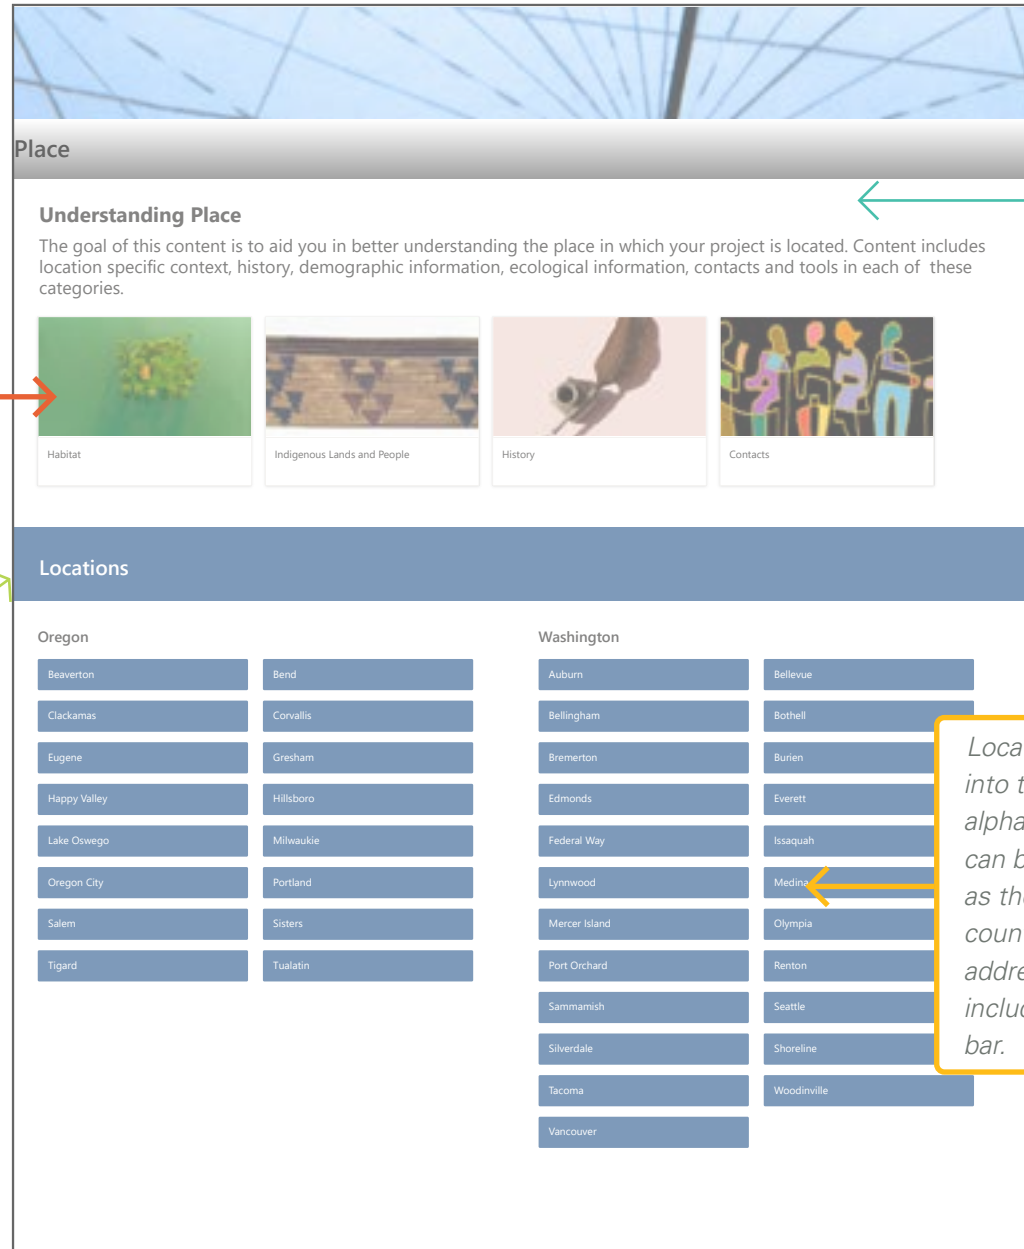 Place
Understanding Place
The goal of this content is to aid you in better understanding the place in which your project is located. Content includes
location specific context, history, demographic information, ecological information, contacts and tools in each of these
categories.
Habitat
Indigenous Lands and People
History
Contacts
Locations
Oregon
Beaverton
Bend
Clackamas
Corvallis
Eugene
Gresham
Happy Valley
Hillsboro
Lake Oswego
Milwaukie
Oregon City
Portland
Salem
Sisters
Tigard
Tualatin
Washington
Auburn
Bellevue
Bellingham
Bothell
Bremerton
Burien
Edmonds
Everett
Federal Way
Issaquah
Lynnwood
Medina
Mercer Island
Olympia
Port Orchard
Renton
Sammamish
Seattle
Silverdale
Shoreline
Tacoma
Woodinville
Vancouver
into
can
as
bar.